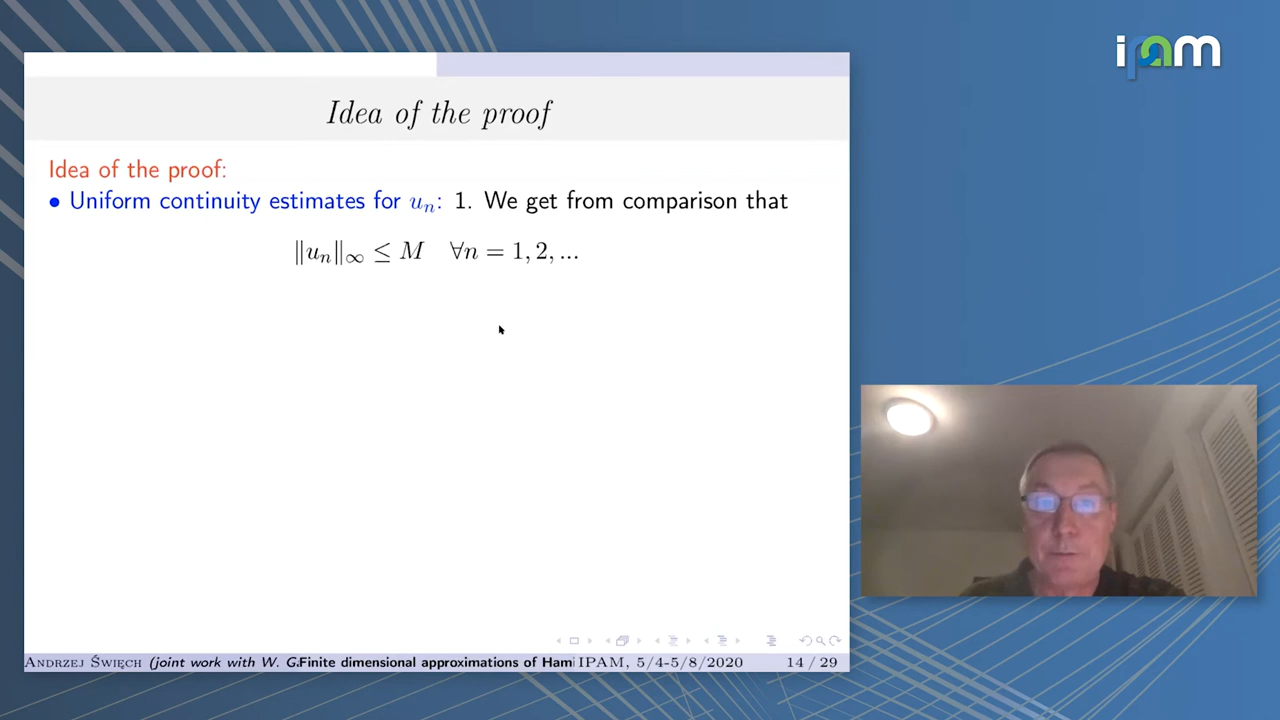 ipam
Idea of the proof
Idea of the proof:
• Uniform continuity estimates for uₙ: 1. We get from comparison that
‖uₙ‖∞ ≤ M ∀n = 1, 2, ...
Andrzej Święch (joint work with W. G.Finite dimensional approximations of Ham IPAM, 5/4-5/8/2020 14 / 29